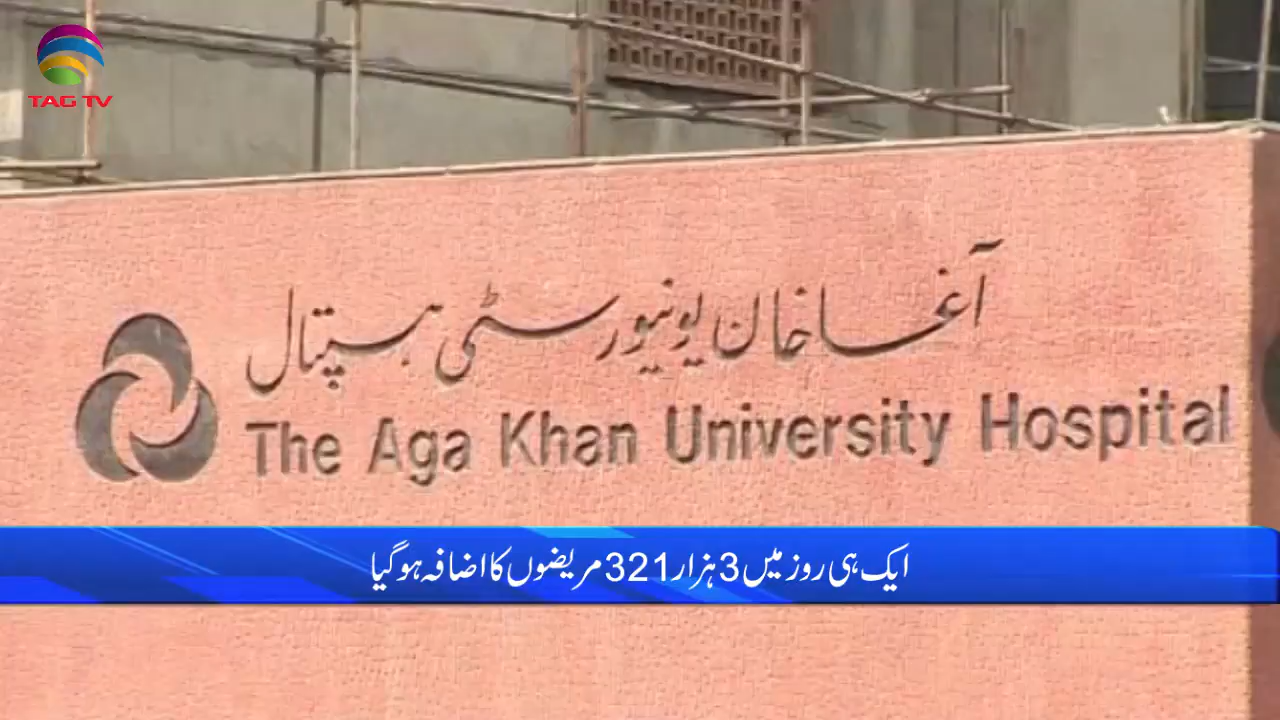 TAG TV
آغا خان یونیورسٹی ہسپتال
The Aga Khan University Hospital
ایک ہی روز میں 3 ہزار 321 مریضوں کا اضافہ ہوگیا